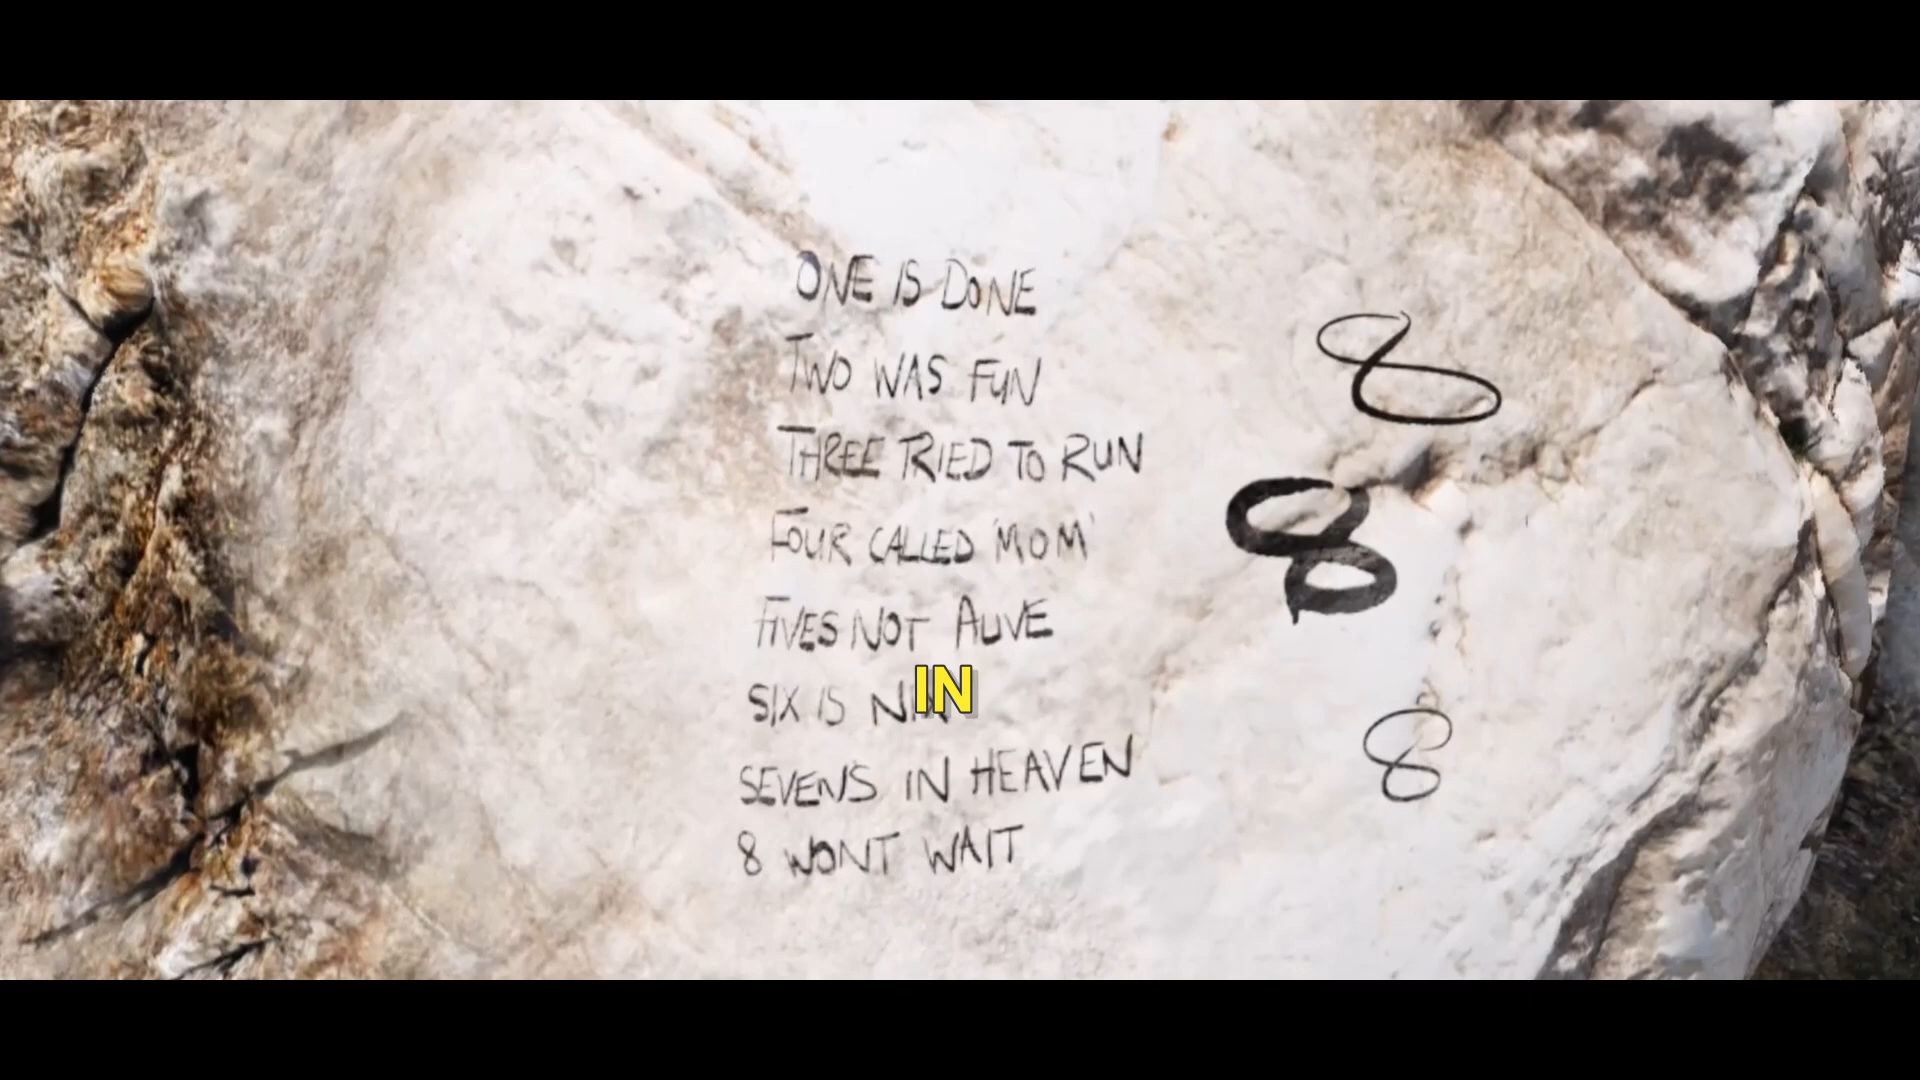 ONE IS DONE
TWO WAS FUN
THREE TRIED TO RUN
FOUR CALLED 'MOM'
FIVES NOT ALIVE
SIX IS
IN
SEVENS IN HEAVEN
8 WONT WAIT
8
8
8